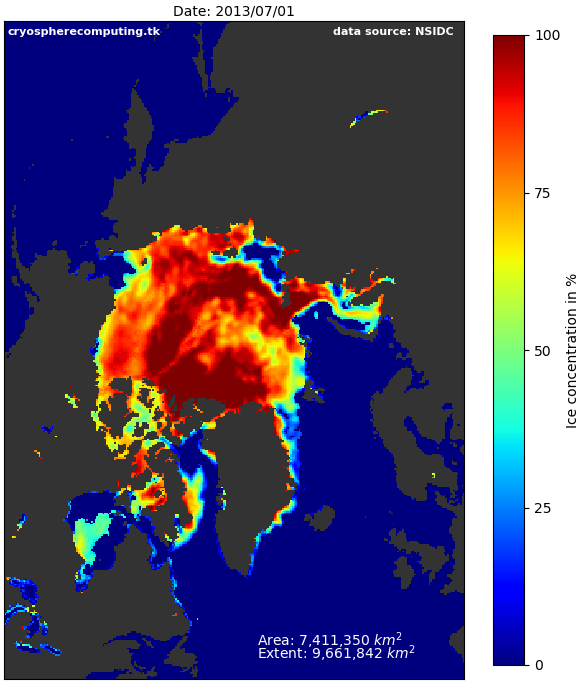 Date: 2013/07/01
cryospherecomputing.tk data source: NSIDC
100
75
50
25
0
Ice concentration in %
Area: 7,411,350 km²
Extent: 9,661,842 km²